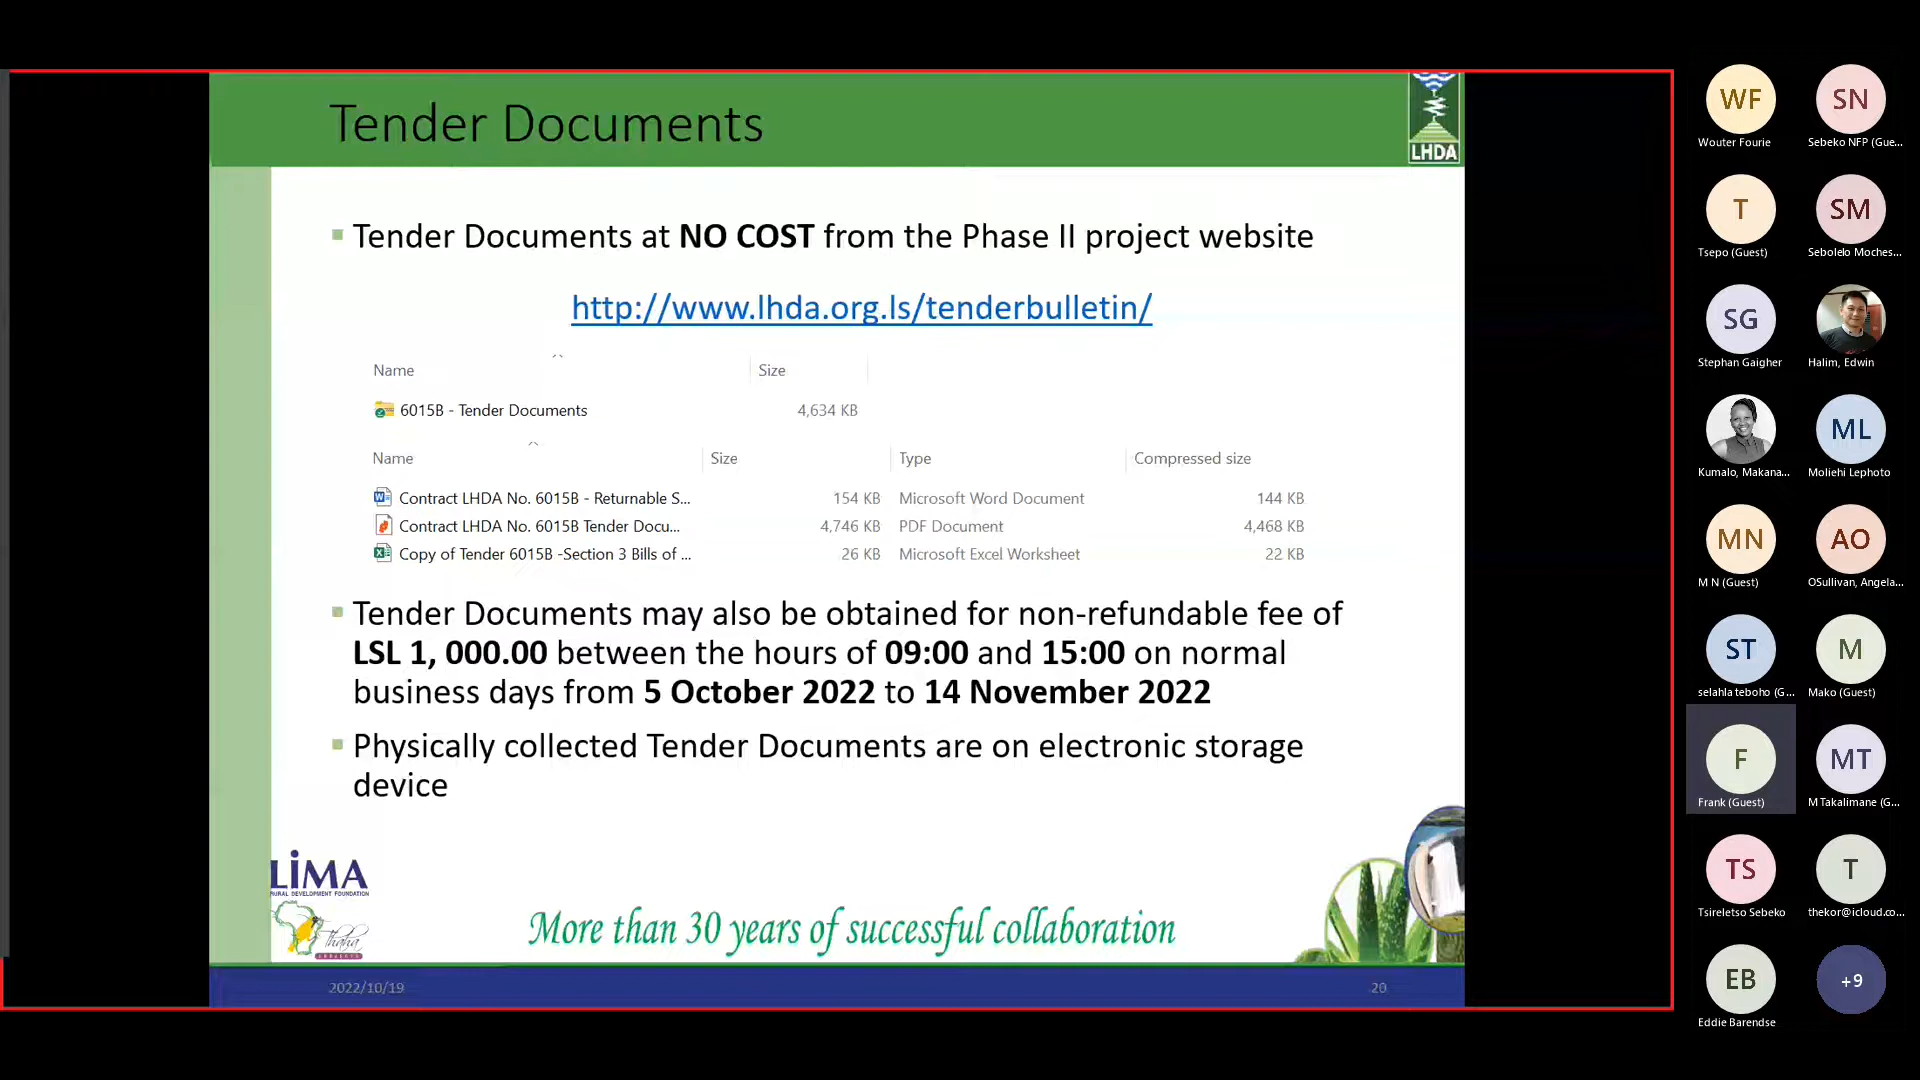 Tender Documents
LHDA
Tender Documents at NO COST from the Phase II project website
http://www.lhda.org.ls/tenderbulletin/
Name Size
6015B - Tender Documents 4,634 KB
Name Size Type Compressed size
Contract LHDA No. 6015B - Returnable S... 154 KB Microsoft Word Document 144 KB
Contract LHDA No. 6015B Tender Docu... 4,746 KB PDF Document 4,468 KB
Copy of Tender 6015B -Section 3 Bills of ... 26 KB Microsoft Excel Worksheet 22 KB
Tender Documents may also be obtained for non-refundable fee of
LSL 1, 000.00 between the hours of 09:00 and 15:00 on normal
business days from 5 October 2022 to 14 November 2022
Physically collected Tender Documents are on electronic storage
device
LiMA
RURAL DEVELOPMENT FOUNDATION
Thaha
More than 30 years of successful collaboration
2022/10/19 20
WF SN
Wouter Fourie Sebeko NFP (Gue...
T SM
Tsepo (Guest) Sebolelo Moches...
SG
Stephan Gaigher Halim, Edwin
ML
Kumalo, Makana... Moliehi Lephoto
MN AO
M N (Guest) OSullivan, Angela...
ST M
selahla teboho (G... Mako (Guest)
F MT
Frank (Guest) M Takalimane (G...
TS T
Tsireletso Sebeko thekor@icloud.co...
EB +9
Eddie Barendse